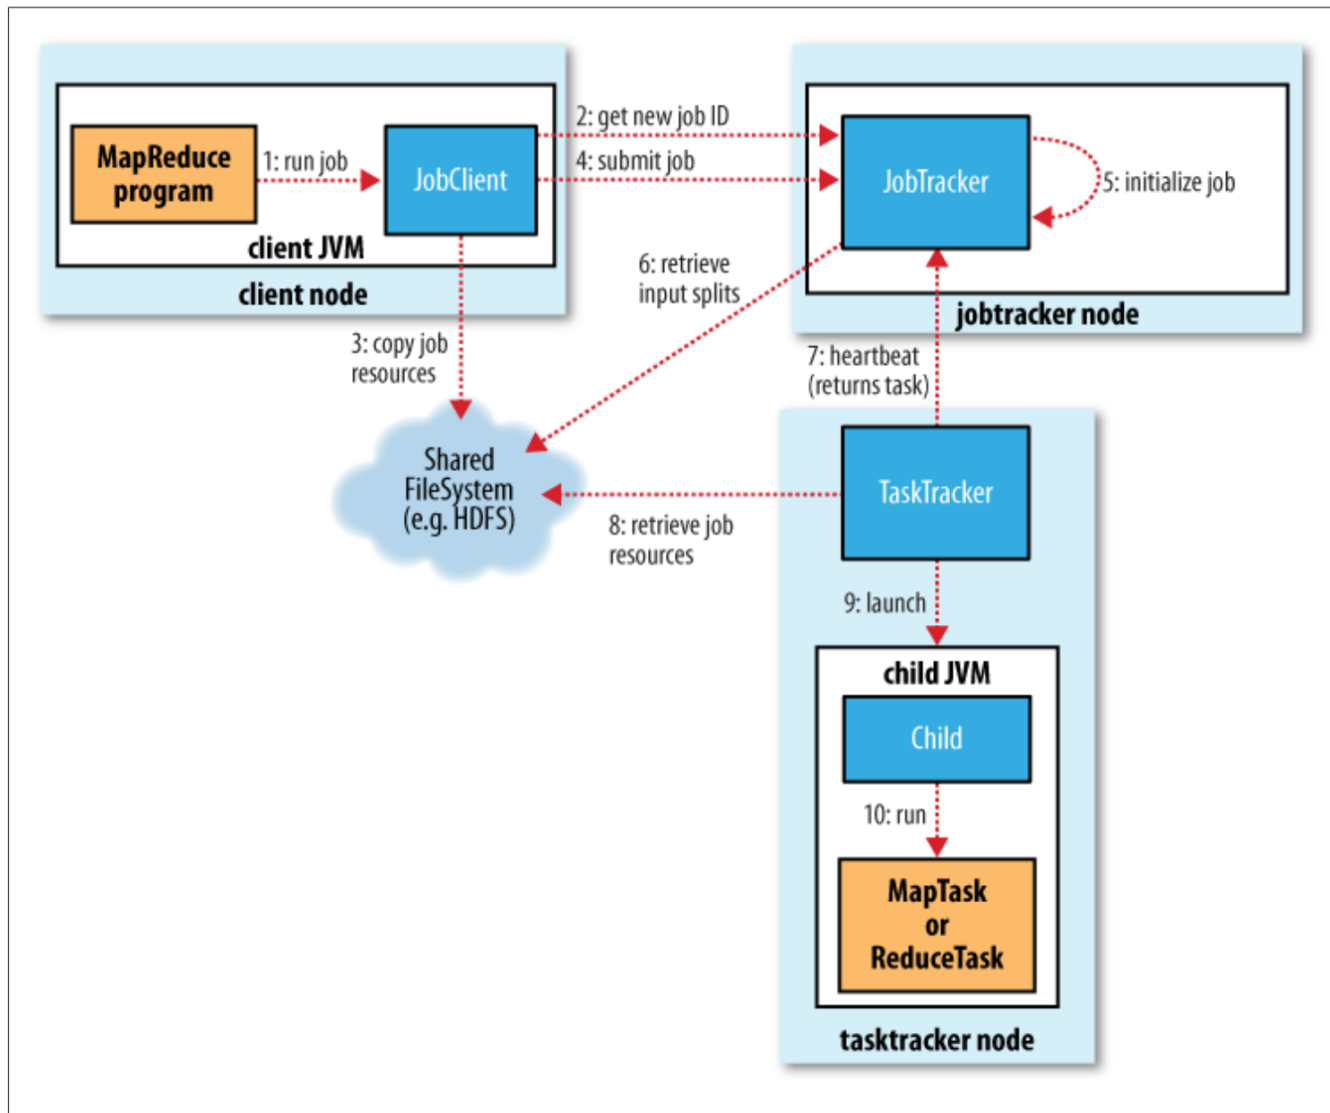 MapReduce
program
1: run job
JobClient
client JVM
client node
2: get new job ID
4: submit job
JobTracker
5: initialize job
jobtracker node
3: copy job
resources
6: retrieve
input splits
7: heartbeat
(returns task)
Shared
FileSystem
(e.g. HDFS)
8: retrieve job
resources
TaskTracker
9: launch
child JVM
Child
10: run
MapTask
or
ReduceTask
tasktracker node